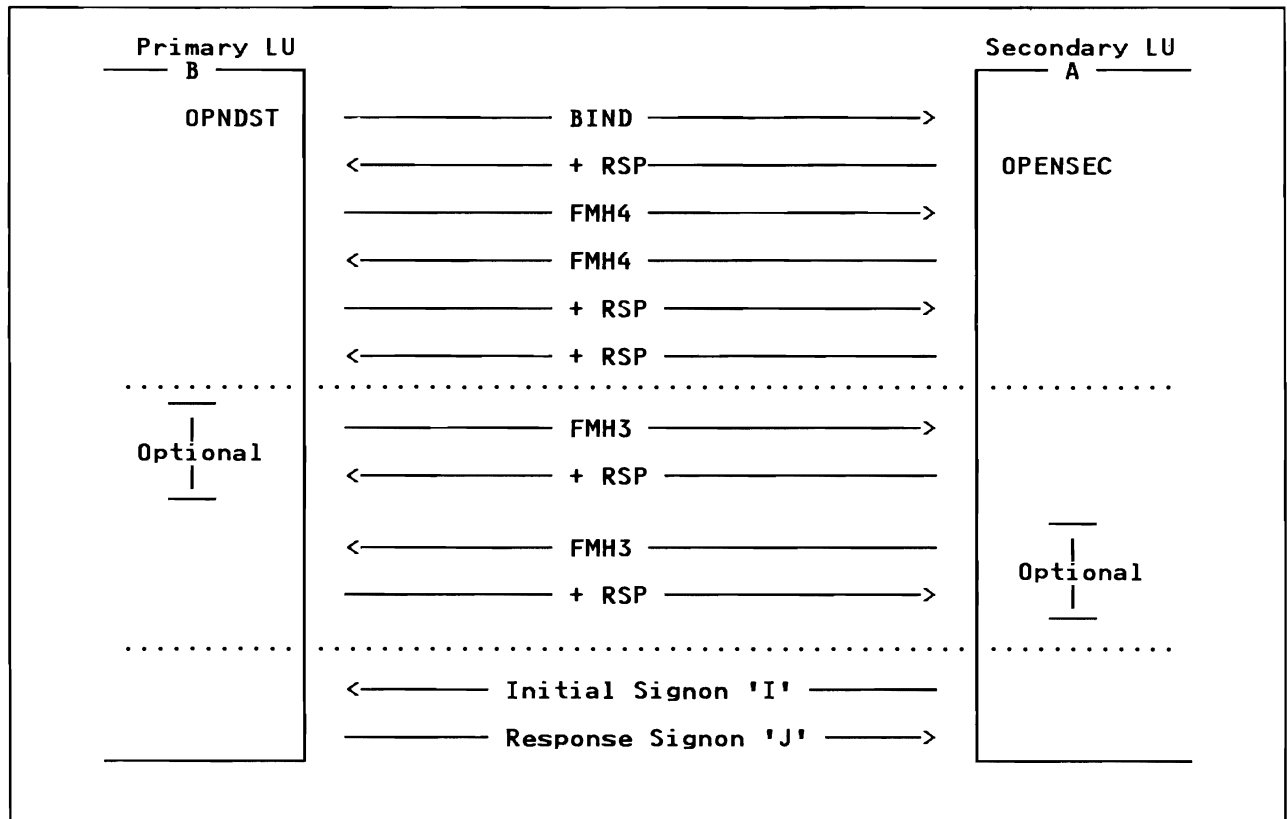 Primary LU Secondary LU
B A
OPNDST BIND
+ RSP OPENSEC
FMH4
FMH4
+ RSP
+ RSP
FMH3
Optional
+ RSP
FMH3
Optional
+ RSP
Initial Signon 'I'
Response Signon 'J'